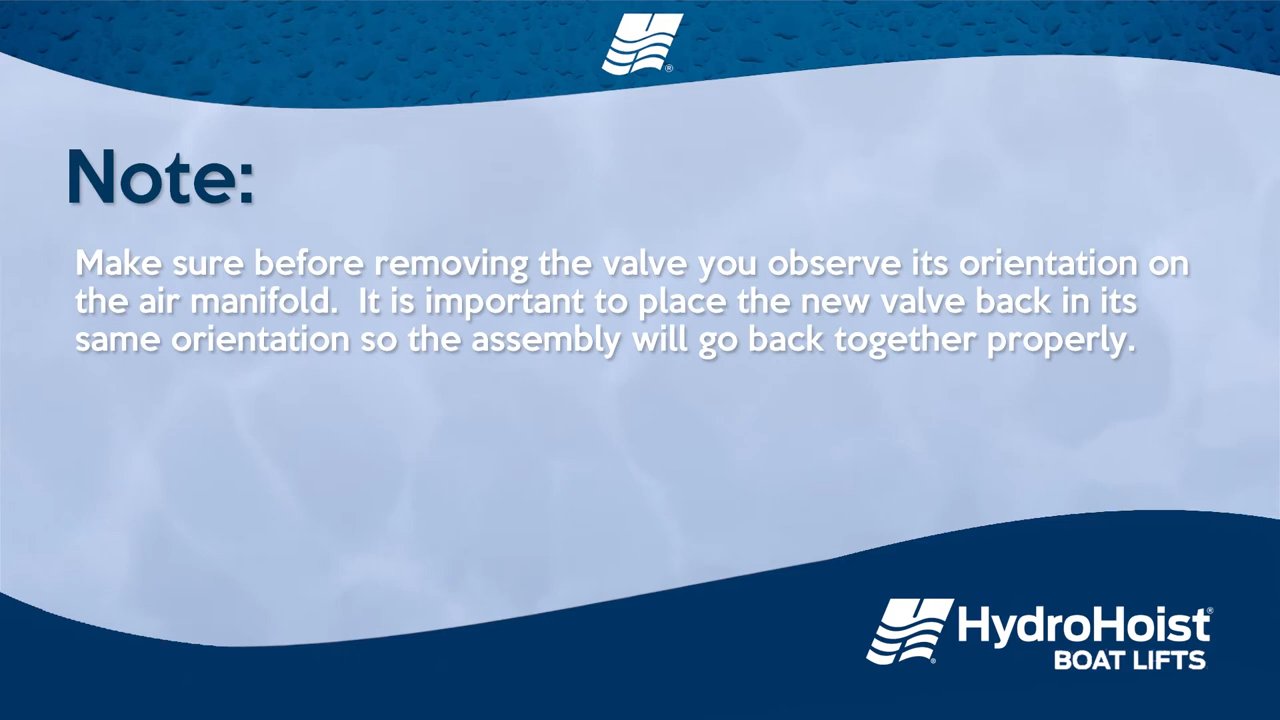 Note:
Make sure before removing the valve you observe its orientation on
the air manifold.  It is important to place the new valve back in its
same orientation so the assembly will go back together properly.
HydroHoist®
BOAT LIFTS